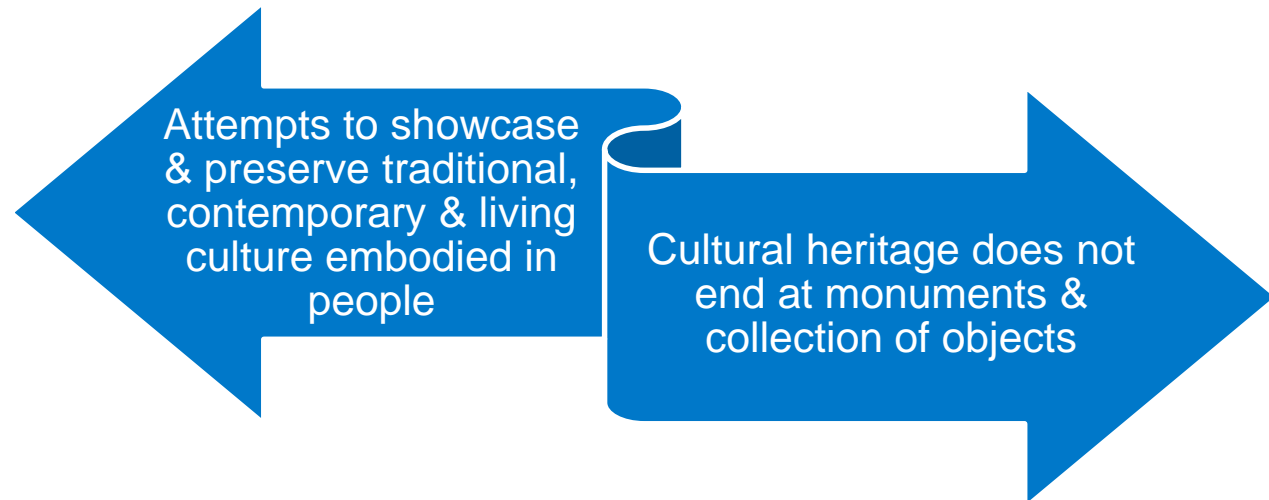 Attempts to showcase
& preserve traditional,
contemporary & living
culture embodied in
people
Cultural heritage does not
end at monuments &
collection of objects